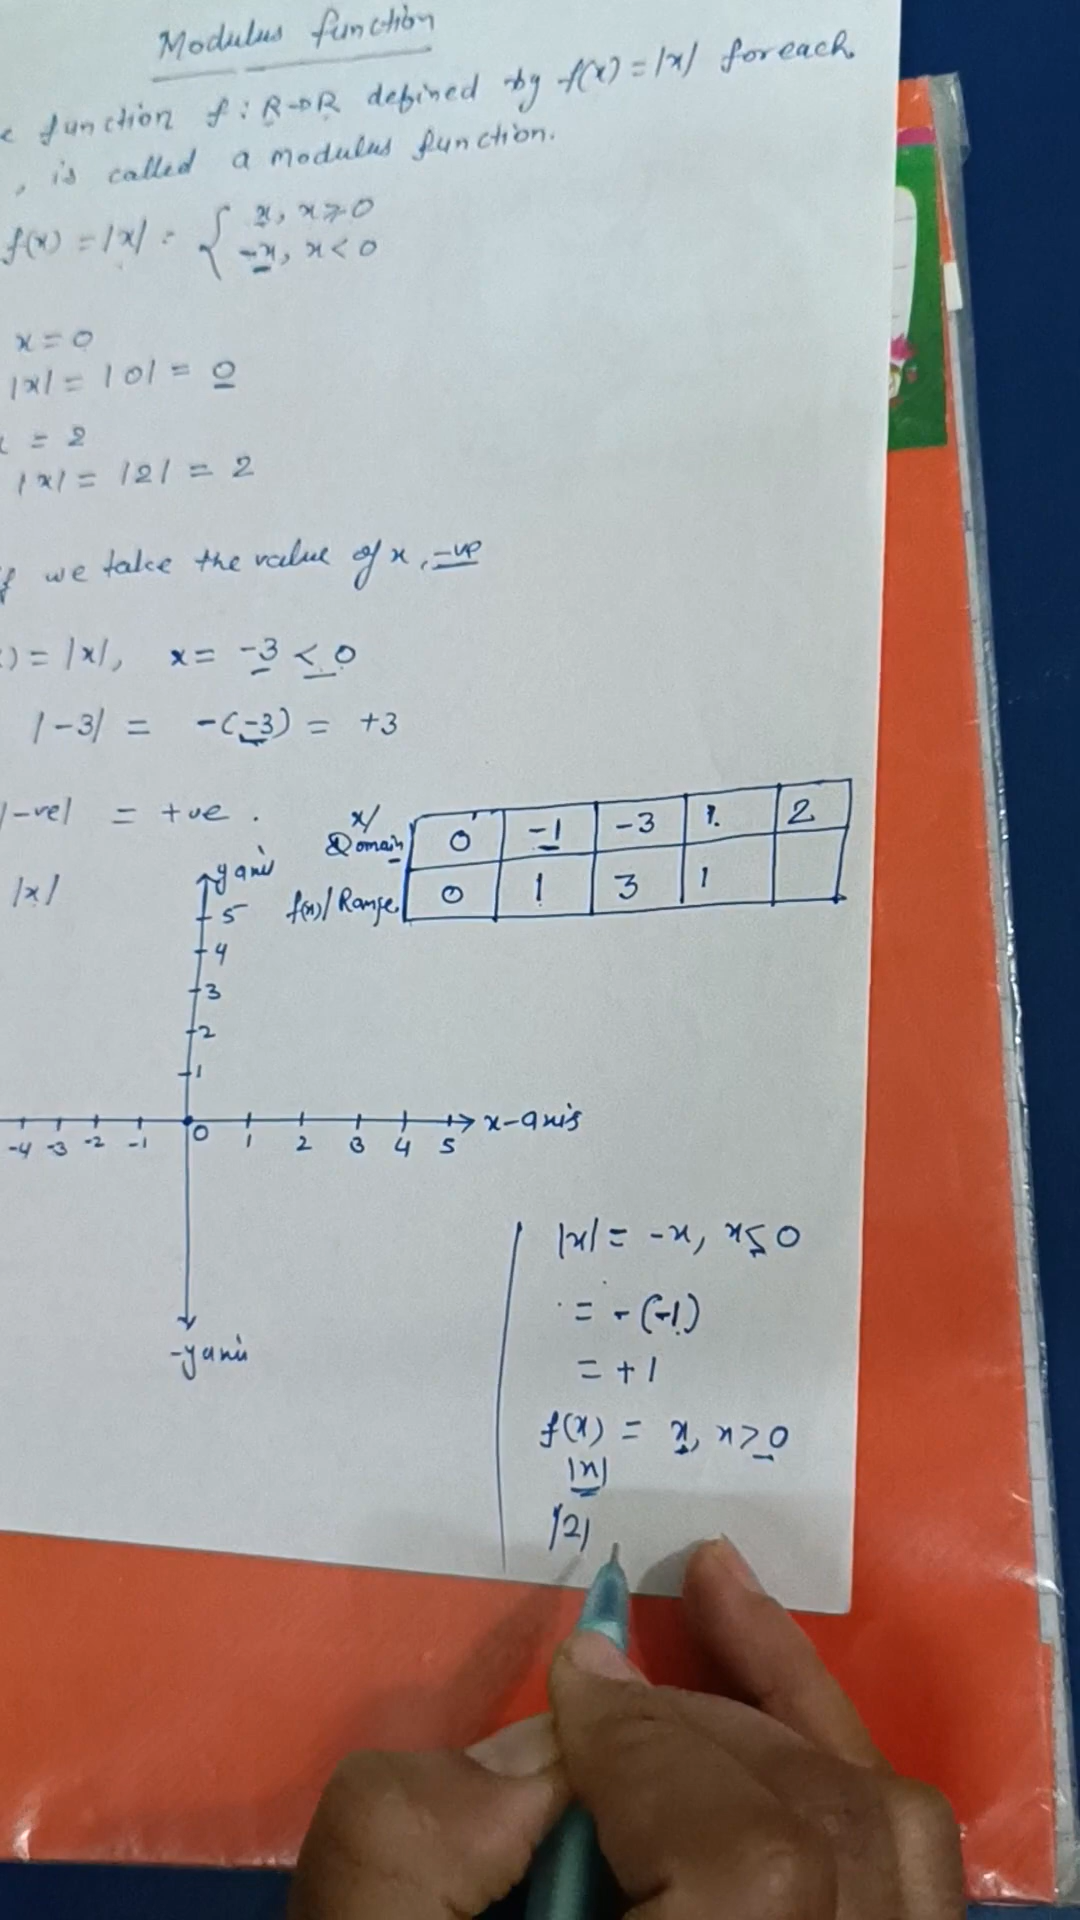 Modulus function
function f : R→R defined by f(x) = |x| for each
, is called a modulus function.
f(x) = |x| = { x, x ⩾ 0
-x, x < 0
x = 0
|x| = |0| = 0
= 2
|x| = |2| = 2
we take the value of x, -ve
) = |x|, x = -3 < 0
|-3| = -(-3) = +3
|-ve| = +ve .
x/ Domain 0 -1 -3 1. 2
f(x)/Range 0 1 3 1
|x|
y axis
5
4
3
2
1
-4 -3 -2 -1 0 1 2 3 4 5 x-axis
-y axis
|x| = -x, x ≤ 0
= -(-1)
= +1
f(x) = x, x > 0
|x|
|2|